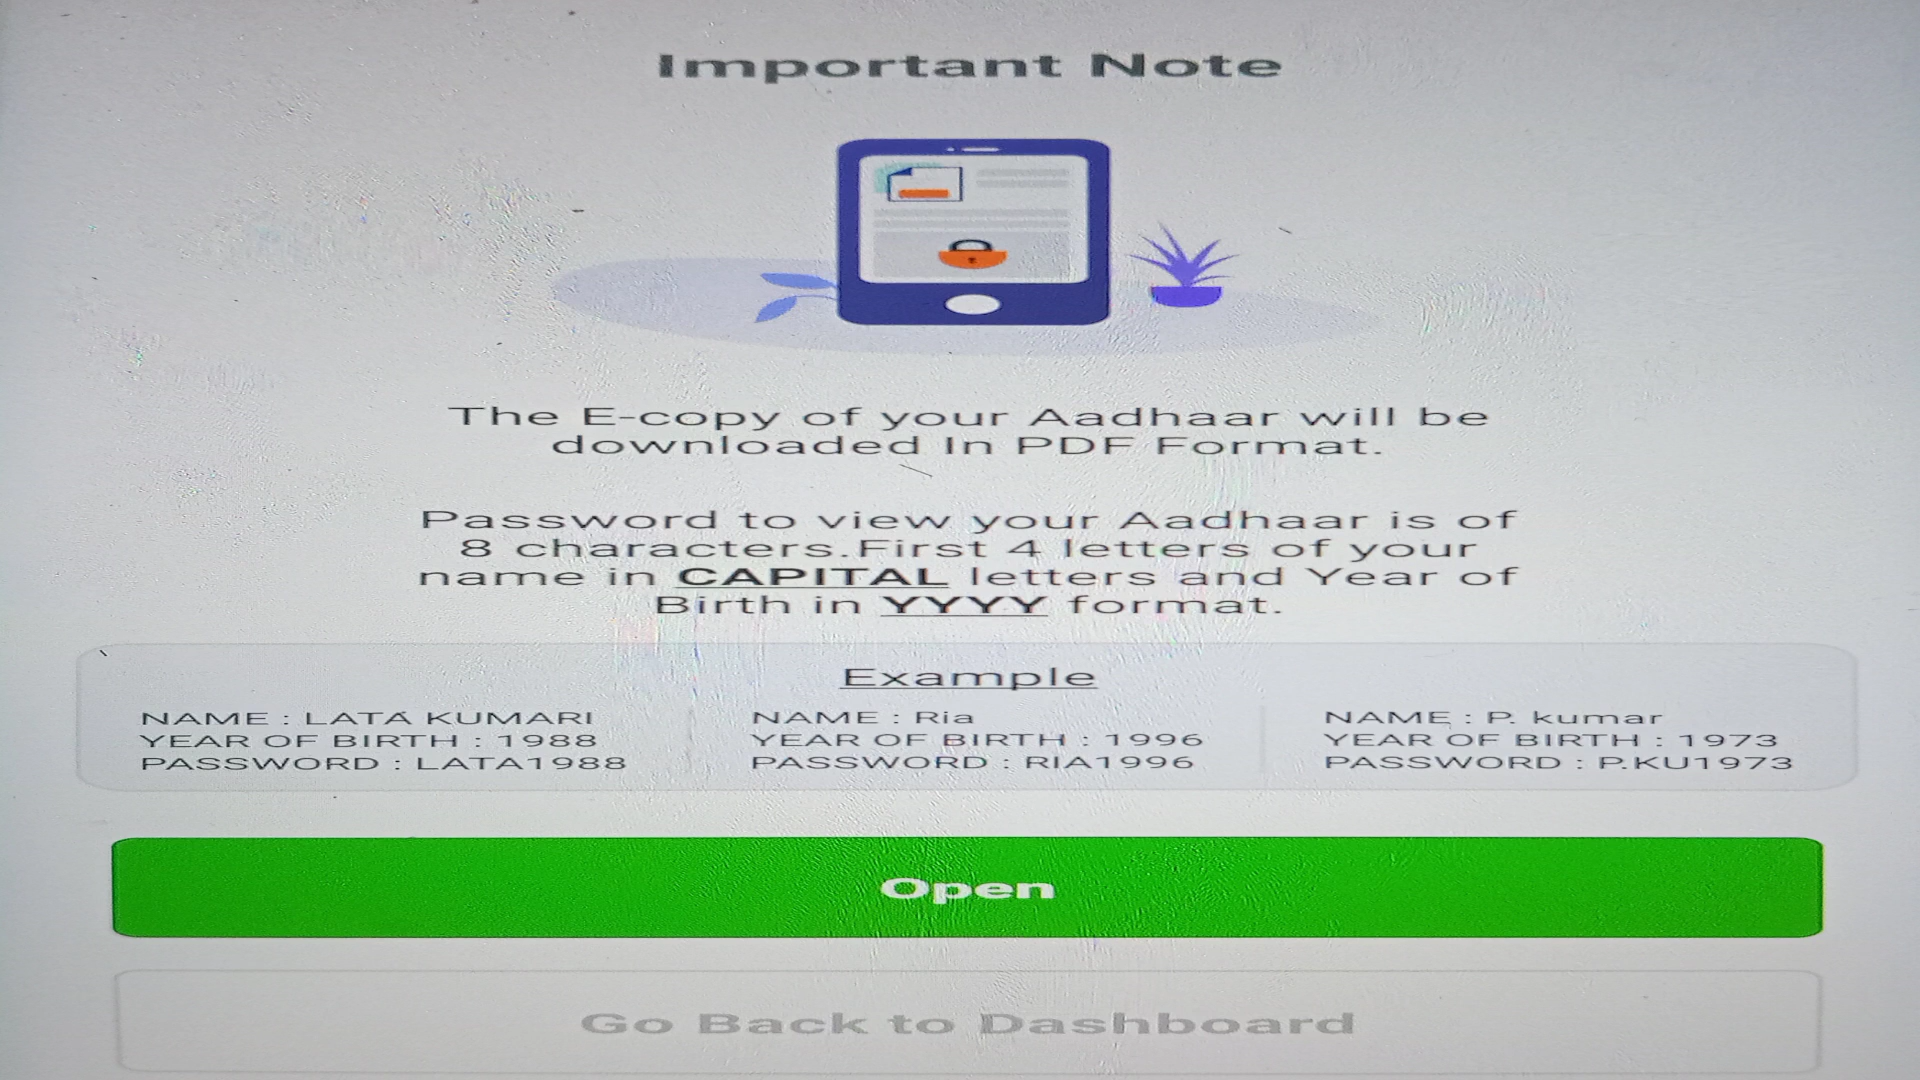 Important Note
The E-copy of your Aadhaar will be
downloaded In PDF Format.
Password to view your Aadhaar is of
8 characters.First 4 letters of your
name in CAPITAL letters and Year of
Birth in YYYY format.
Example
NAME : LATA KUMARI
YEAR OF BIRTH : 1988
PASSWORD : LATA1988
NAME : Ria
YEAR OF BIRTH : 1996
PASSWORD : RIA1996
NAME : P. kumar
YEAR OF BIRTH : 1973
PASSWORD : P.KU1973
Open
Go Back to Dashboard